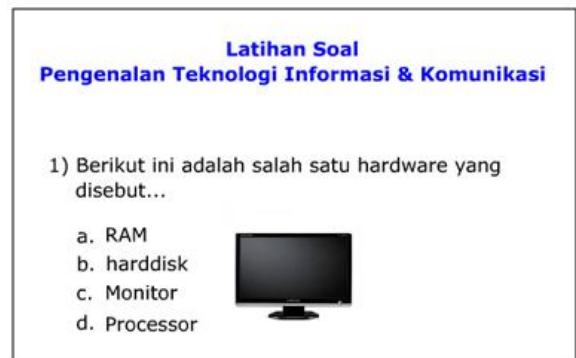 Latihan Soal
Pengenalan Teknologi Informasi & Komunikasi
1) Berikut ini adalah salah satu hardware yang
disebut...
a. RAM
b. harddisk
c. Monitor
d. Processor